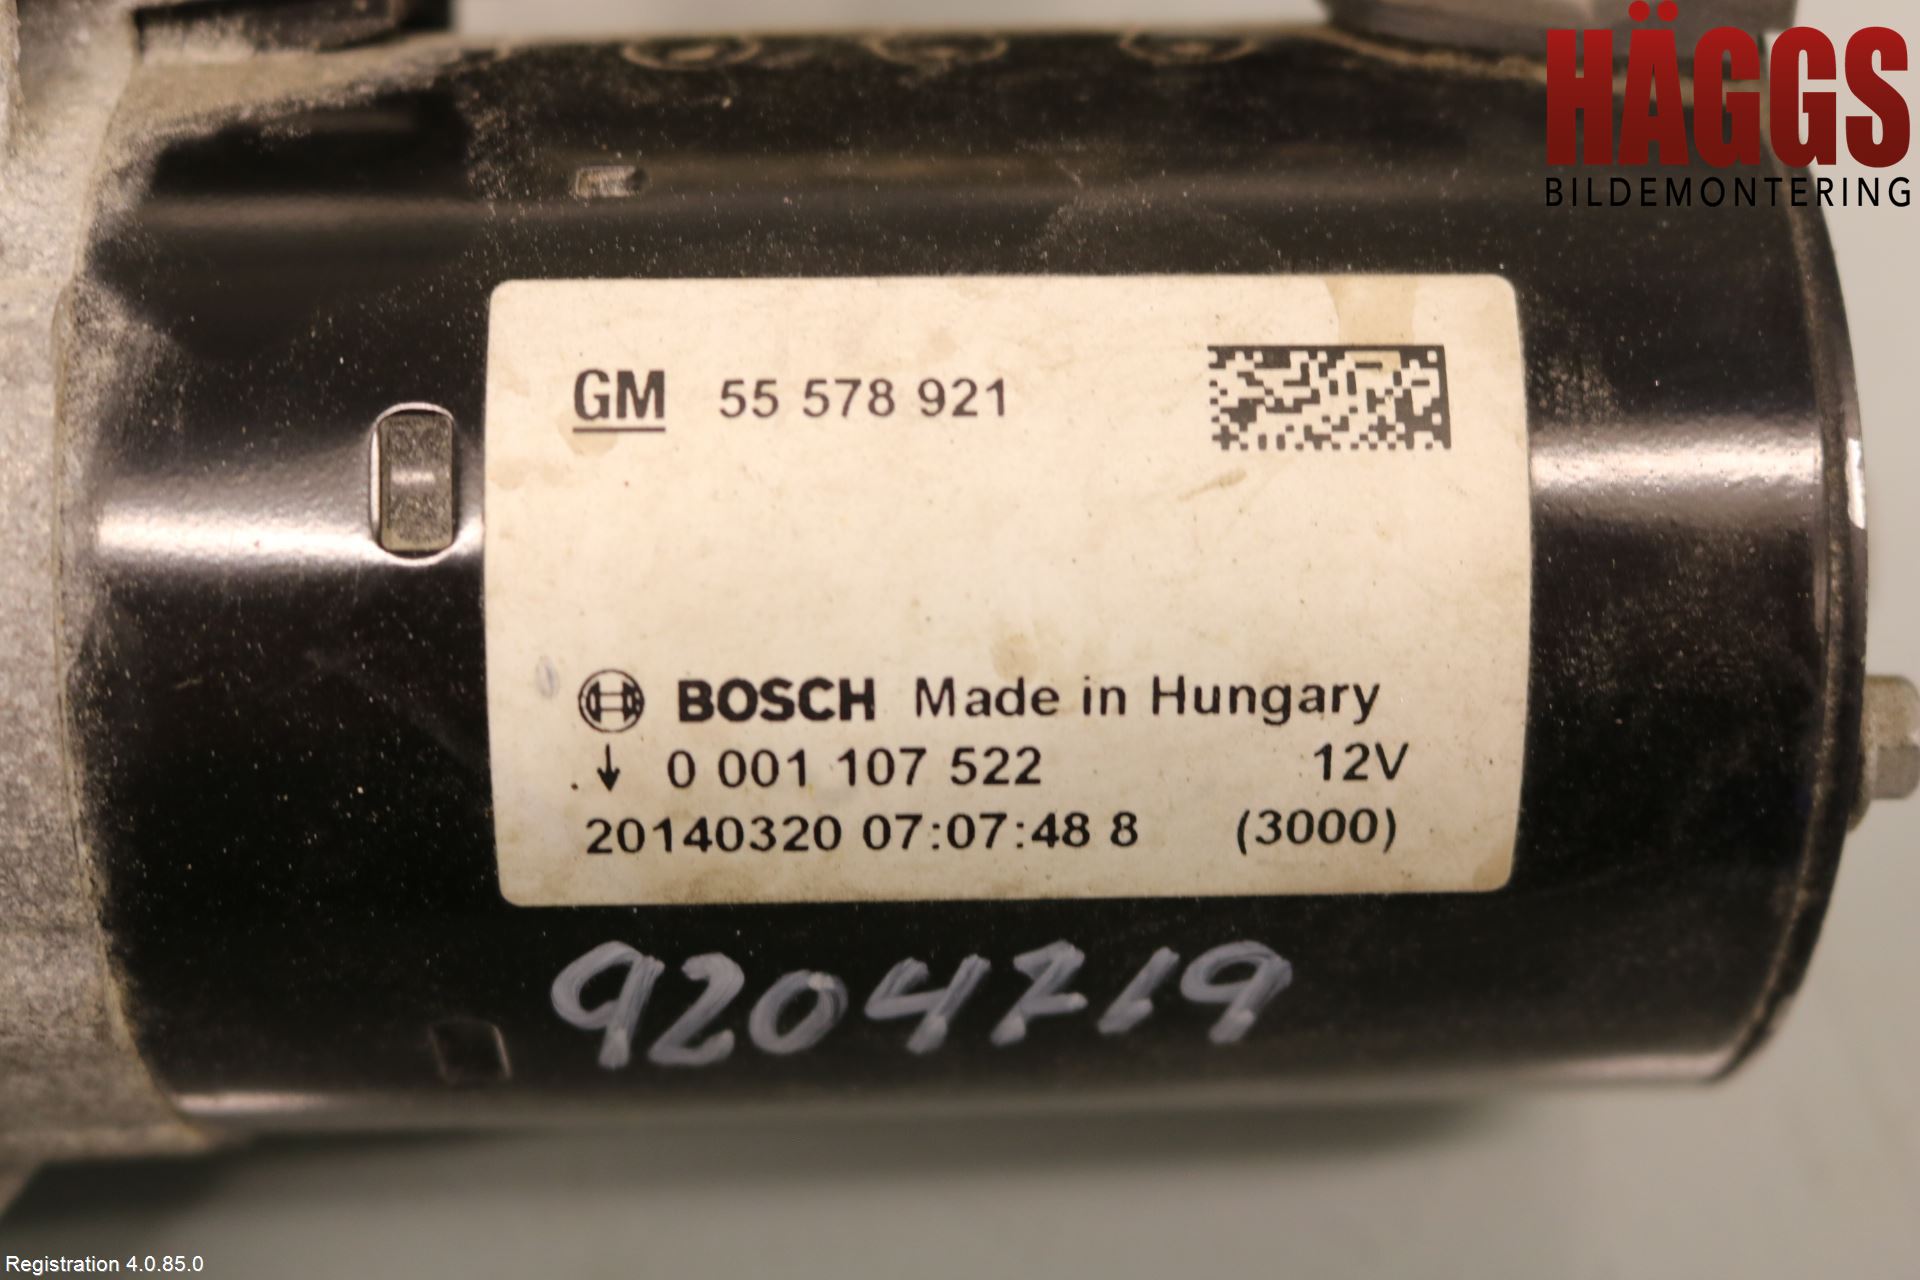 HÄGGS
BILDEMONTERING
GM 55 578 921
BOSCH Made in Hungary
↓ 0 001 107 522 12V
20140320 07:07:48 8 (3000)
9204719
Registration 4.0.85.0